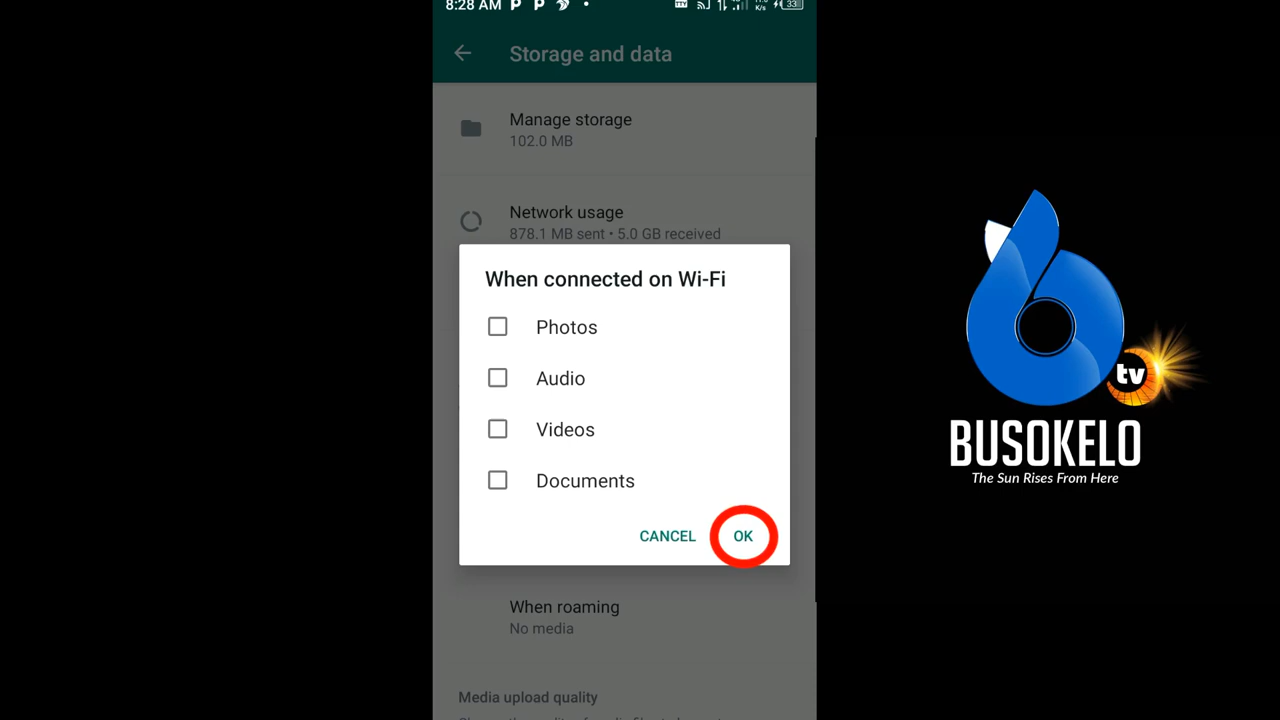 8:28 AM
K/s
33
Storage and data
Manage storage
102.0 MB
Network usage
878.1 MB sent • 5.0 GB received
When connected on Wi-Fi
Photos
Audio
Videos
Documents
CANCEL OK
When roaming
No media
Media upload quality
tv
BUSOKELO
The Sun Rises From Here